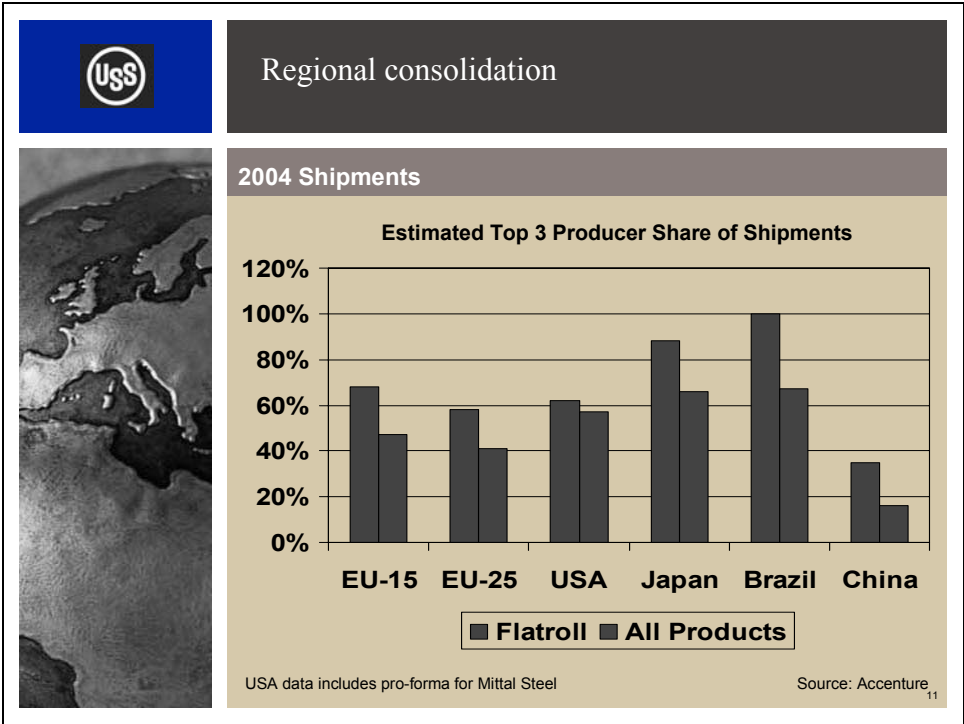 USS
Regional consolidation
2004 Shipments
Estimated Top 3 Producer Share of Shipments
120%
100%
80%
60%
40%
20%
0%
EU-15 EU-25 USA Japan Brazil China
Flatroll All Products
USA data includes pro-forma for Mittal Steel
Source: Accenture
11